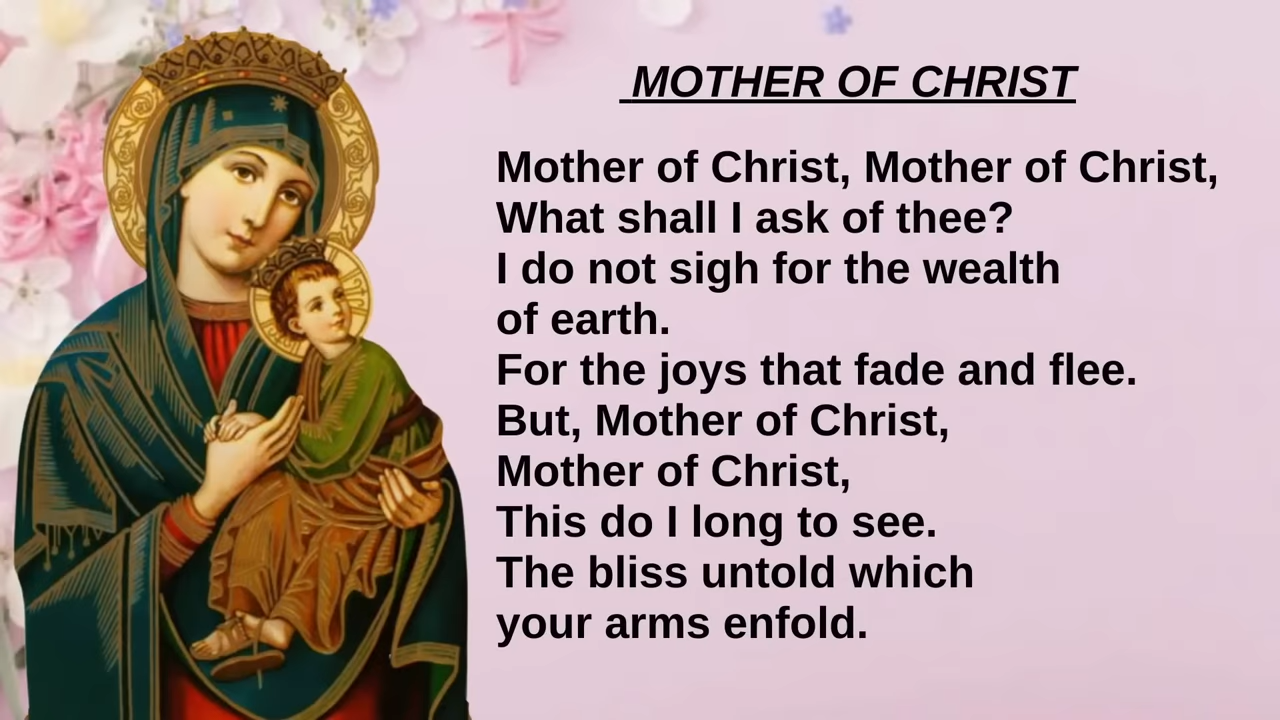 MOTHER OF CHRIST
Mother of Christ, Mother of Christ,
What shall I ask of thee?
I do not sigh for the wealth
of earth.
For the joys that fade and flee.
But, Mother of Christ,
Mother of Christ,
This do I long to see.
The bliss untold which
your arms enfold.